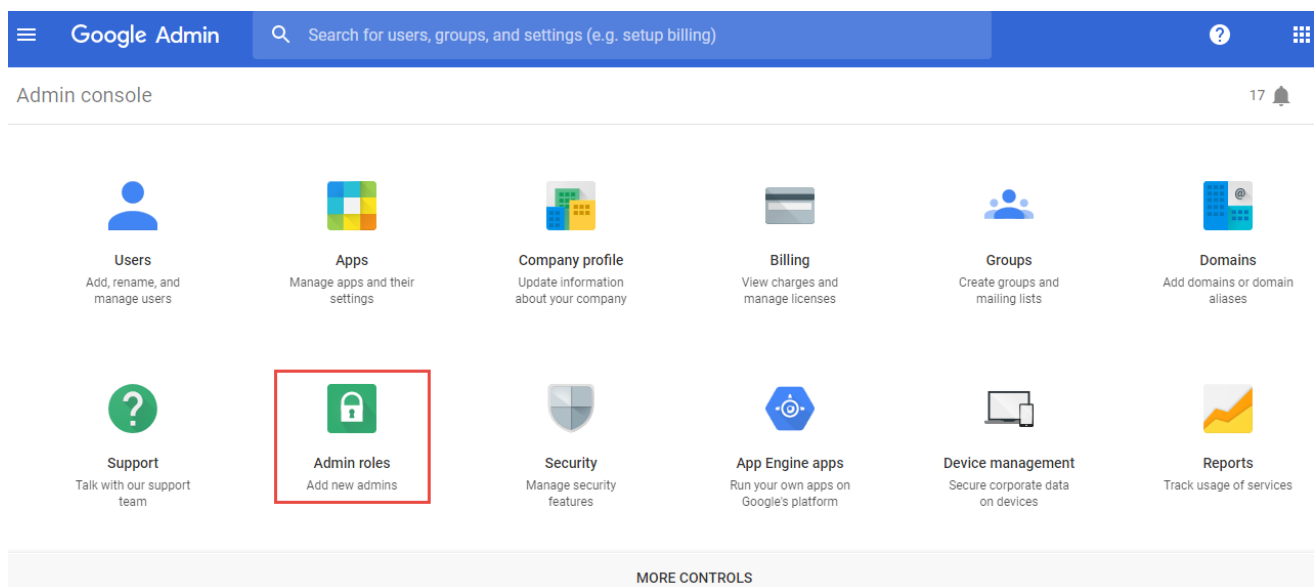 Google Admin
Search for users, groups, and settings (e.g. setup billing)
?
Admin console
17
@
Users
Add, rename, and
manage users
Apps
Manage apps and their
settings
Company profile
Update information
about your company
Billing
View charges and
manage licenses
Groups
Create groups and
mailing lists
Domains
Add domains or domain
aliases
?
Support
Talk with our support
team
Admin roles
Add new admins
Security
Manage security
features
App Engine apps
Run your own apps on
Google's platform
Device management
Secure corporate data
on devices
Reports
Track usage of services
MORE CONTROLS